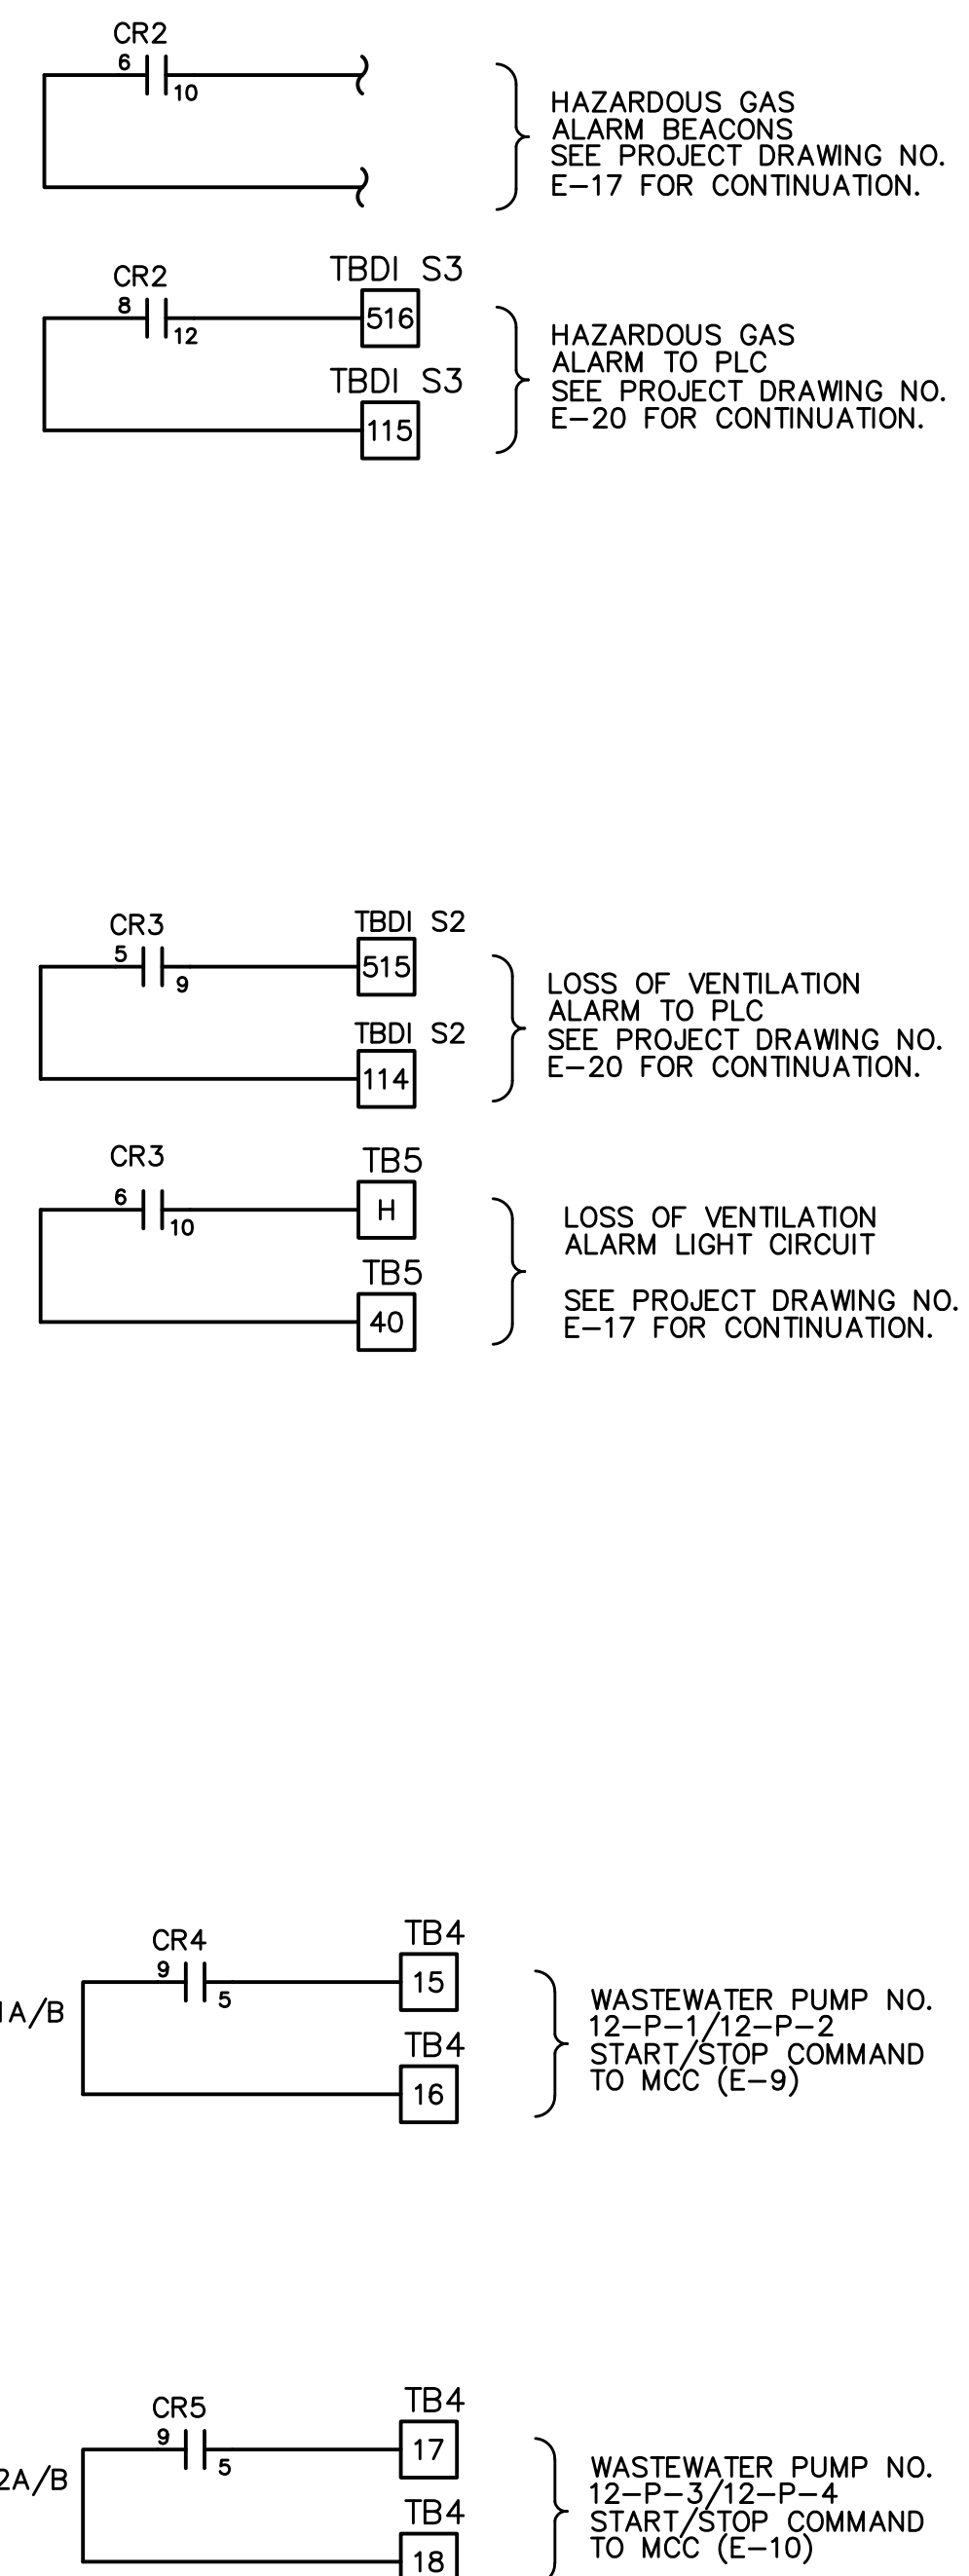 CR2
6
10
HAZARDOUS GAS
ALARM BEACONS
SEE PROJECT DRAWING NO.
E-17 FOR CONTINUATION.
CR2
8
12
TBDI S3
516
TBDI S3
115
HAZARDOUS GAS
ALARM TO PLC
SEE PROJECT DRAWING NO.
E-20 FOR CONTINUATION.
CR3
5
9
TBDI S2
515
TBDI S2
114
LOSS OF VENTILATION
ALARM TO PLC
SEE PROJECT DRAWING NO.
E-20 FOR CONTINUATION.
CR3
6
10
TB5
H
TB5
40
LOSS OF VENTILATION
ALARM LIGHT CIRCUIT
SEE PROJECT DRAWING NO.
E-17 FOR CONTINUATION.
1A/B
CR4
9
5
TB4
15
TB4
16
WASTEWATER PUMP NO.
12-P-1/12-P-2
START/STOP COMMAND
TO MCC (E-9)
2A/B
CR5
9
5
TB4
17
TB4
18
WASTEWATER PUMP NO.
12-P-3/12-P-4
START/STOP COMMAND
TO MCC (E-10)